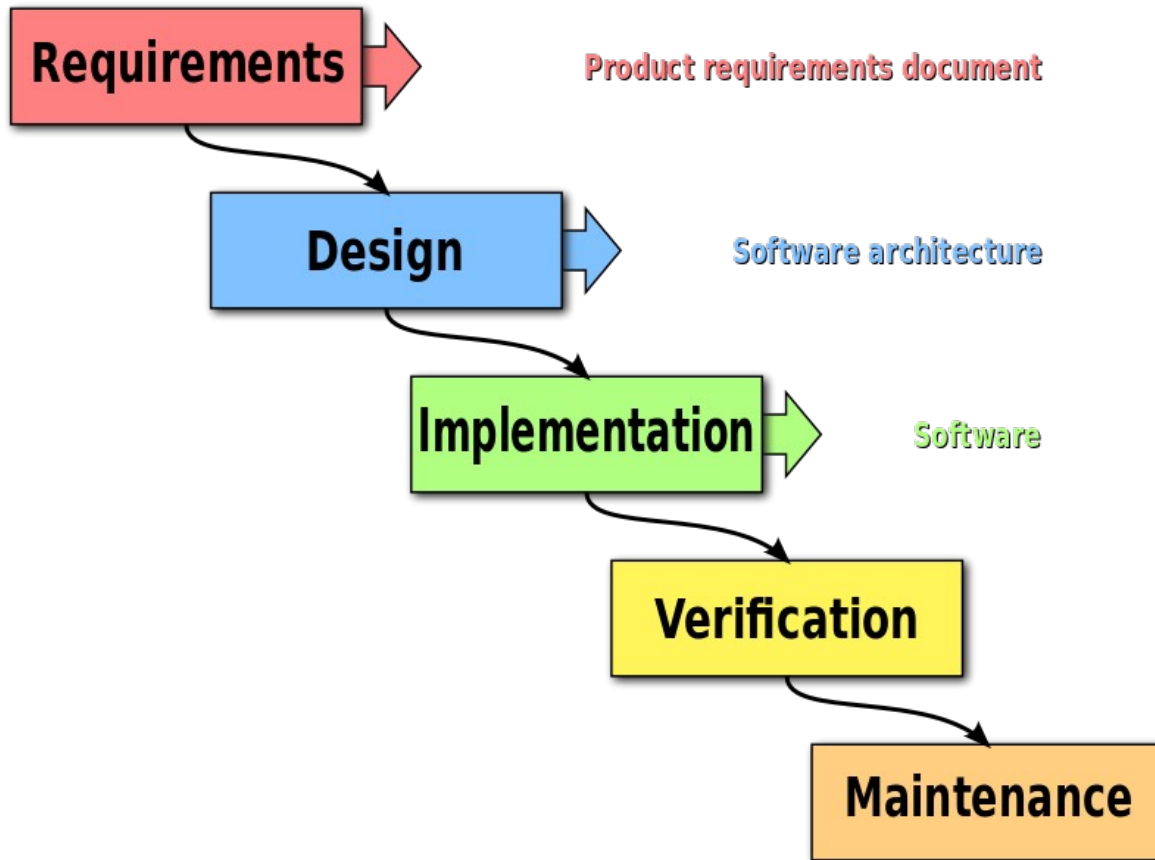 Requirements
Product requirements document
Design
Software architecture
Implementation
Software
Verification
Maintenance